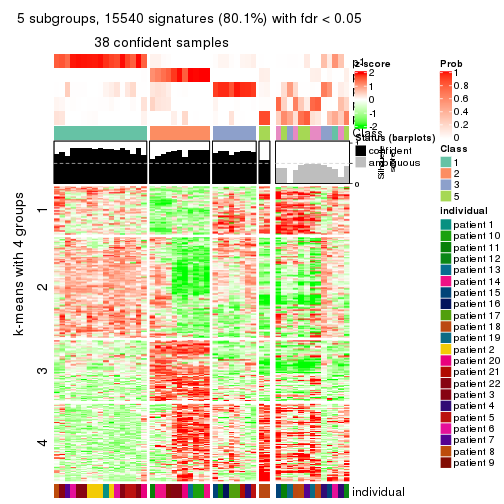 5 subgroups, 15540 signatures (80.1%) with fdr < 0.05
38 confident samples
z-score
2
1
0
-1
-2
Class
Status (barplots)
confident
ambiguous
Silhouette
score
0
Prob
1
0.8
0.6
0.4
0.2
0
Class
1
2
3
5
individual
patient 1
patient 10
patient 11
patient 12
patient 13
patient 14
patient 15
patient 16
patient 17
patient 18
patient 19
patient 2
patient 20
patient 21
patient 22
patient 3
patient 4
patient 5
patient 6
patient 7
patient 8
patient 9
k-means with 4 groups
1
2
3
4
individual